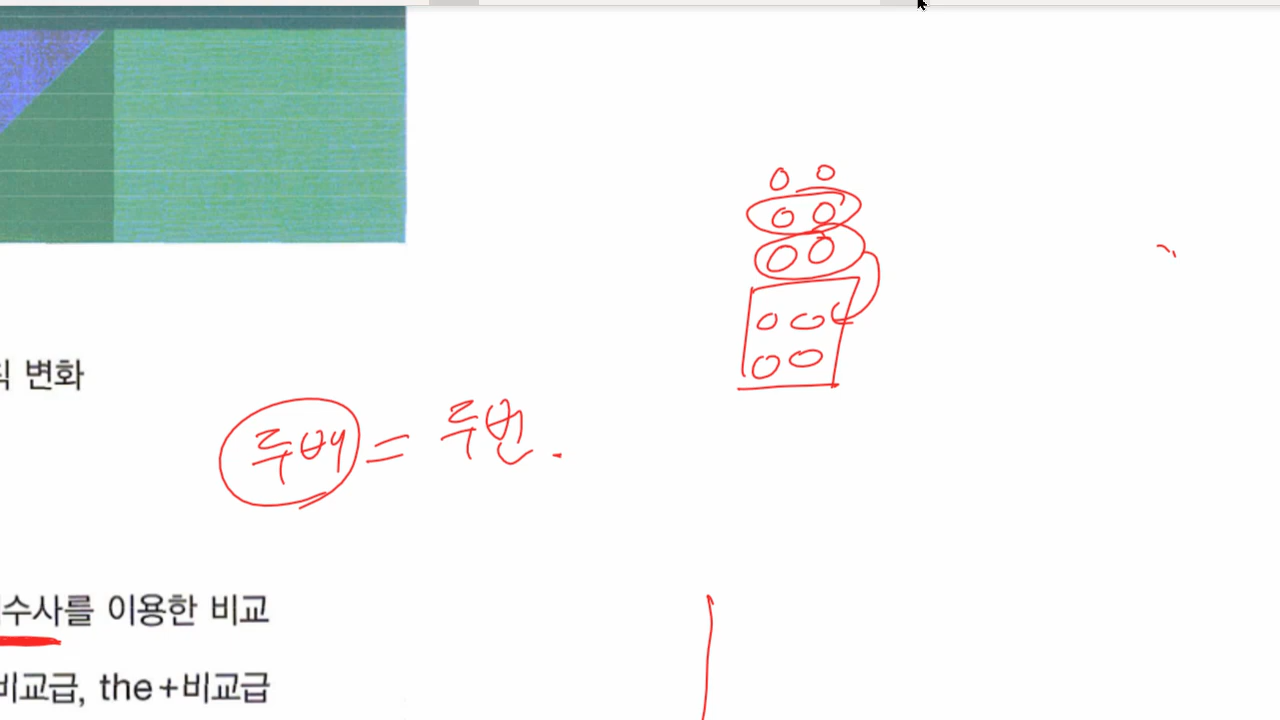 변화
두배 = 두번.
수사를 이용한 비교
비교급, the+비교급